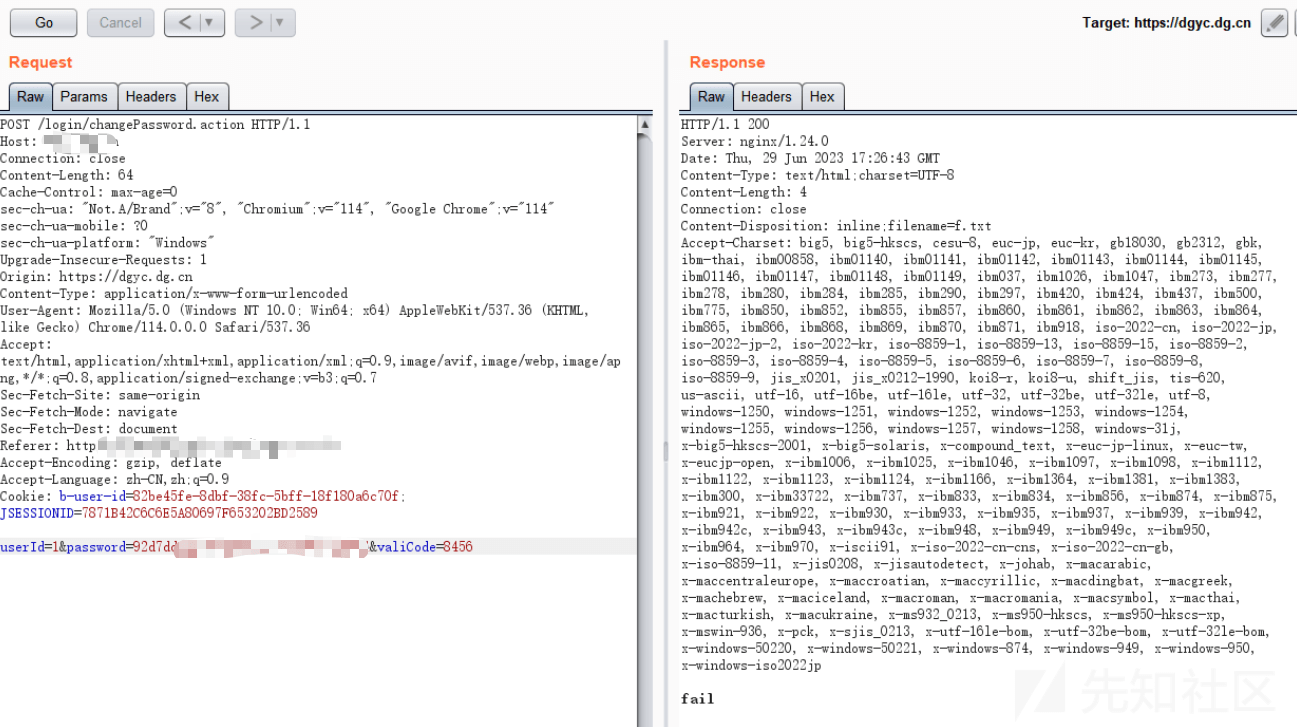 Go
Cancel
<
>
Target: https://dgyc.dg.cn
Request
Raw
Params
Headers
Hex
POST /login/changePassword.action HTTP/1.1
Host:
Connection: close
Content-Length: 64
Cache-Control: max-age=0
sec-ch-ua: "Not.A/Brand";v="8", "Chromium";v="114", "Google Chrome";v="114"
sec-ch-ua-mobile: ?0
sec-ch-ua-platform: "Windows"
Upgrade-Insecure-Requests: 1
Origin: https://dgyc.dg.cn
Content-Type: application/x-www-form-urlencoded
User-Agent: Mozilla/5.0 (Windows NT 10.0; Win64; x64) AppleWebKit/537.36 (KHTML,
like Gecko) Chrome/114.0.0.0 Safari/537.36
Accept:
text/html,application/xhtml+xml,application/xml;q=0.9,image/avif,image/webp,image/ap
ng,*/*;q=0.8,application/signed-exchange;v=b3;q=0.7
Sec-Fetch-Site: same-origin
Sec-Fetch-Mode: navigate
Sec-Fetch-Dest: document
Referer: http
Accept-Encoding: gzip, deflate
Accept-Language: zh-CN,zh;q=0.9
Cookie: b-user-id=82be45fe-8dbf-38fc-5bff-18f180a6c70f;
JSESSIONID=7871B42C6C6E5A80697F653202BD2589
userId=1&password=92d7dd &valiCode=8456
Response
Raw
Headers
Hex
HTTP/1.1 200
Server: nginx/1.24.0
Date: Thu, 29 Jun 2023 17:26:43 GMT
Content-Type: text/html;charset=UTF-8
Content-Length: 4
Connection: close
Content-Disposition: inline;filename=f.txt
Accept-Charset: big5, big5-hkscs, cesu-8, euc-jp, euc-kr, gb18030, gb2312, gbk,
ibm-thai, ibm00858, ibm01140, ibm01141, ibm01142, ibm01143, ibm01144, ibm01145,
ibm01146, ibm01147, ibm01148, ibm01149, ibm037, ibm1026, ibm1047, ibm273, ibm277,
ibm278, ibm280, ibm284, ibm285, ibm290, ibm297, ibm420, ibm424, ibm437, ibm500,
ibm775, ibm850, ibm852, ibm855, ibm857, ibm860, ibm861, ibm862, ibm863, ibm864,
ibm865, ibm866, ibm868, ibm869, ibm870, ibm871, ibm918, iso-2022-cn, iso-2022-jp,
iso-2022-jp-2, iso-2022-kr, iso-8859-1, iso-8859-13, iso-8859-15, iso-8859-2,
iso-8859-3, iso-8859-4, iso-8859-5, iso-8859-6, iso-8859-7, iso-8859-8,
iso-8859-9, jis_x0201, jis_x0212-1990, koi8-r, koi8-u, shift_jis, tis-620,
us-ascii, utf-16, utf-16be, utf-16le, utf-32, utf-32be, utf-32le, utf-8,
windows-1250, windows-1251, windows-1252, windows-1253, windows-1254,
windows-1255, windows-1256, windows-1257, windows-1258, windows-31j,
x-big5-hkscs-2001, x-big5-solaris, x-compound_text, x-euc-jp-linux, x-euc-tw,
x-eucjp-open, x-ibm1006, x-ibm1025, x-ibm1046, x-ibm1097, x-ibm1098, x-ibm1112,
x-ibm1122, x-ibm1123, x-ibm1124, x-ibm1166, x-ibm1364, x-ibm1381, x-ibm1383,
x-ibm300, x-ibm33722, x-ibm737, x-ibm833, x-ibm834, x-ibm856, x-ibm874, x-ibm875,
x-ibm921, x-ibm922, x-ibm930, x-ibm933, x-ibm935, x-ibm937, x-ibm939, x-ibm942,
x-ibm942c, x-ibm943, x-ibm943c, x-ibm948, x-ibm949, x-ibm949c, x-ibm950,
x-ibm964, x-ibm970, x-iscii91, x-iso-2022-cn-cns, x-iso-2022-cn-gb,
x-iso-8859-11, x-jis0208, x-jisautodetect, x-johab, x-macarabic,
x-maccentraleurope, x-maccroatian, x-maccyrillic, x-macdingbat, x-macgreek,
x-machebrew, x-maciceland, x-macroman, x-macromania, x-macsymbol, x-macthai,
x-macturkish, x-macukraine, x-ms932_0213, x-ms950-hkscs, x-ms950-hkscs-xp,
x-mswin-936, x-pck, x-sjis_0213, x-utf-16le-bom, x-utf-32be-bom, x-utf-32le-bom,
x-windows-50220, x-windows-50221, x-windows-874, x-windows-949, x-windows-950,
x-windows-iso2022jp
fail
先知社区